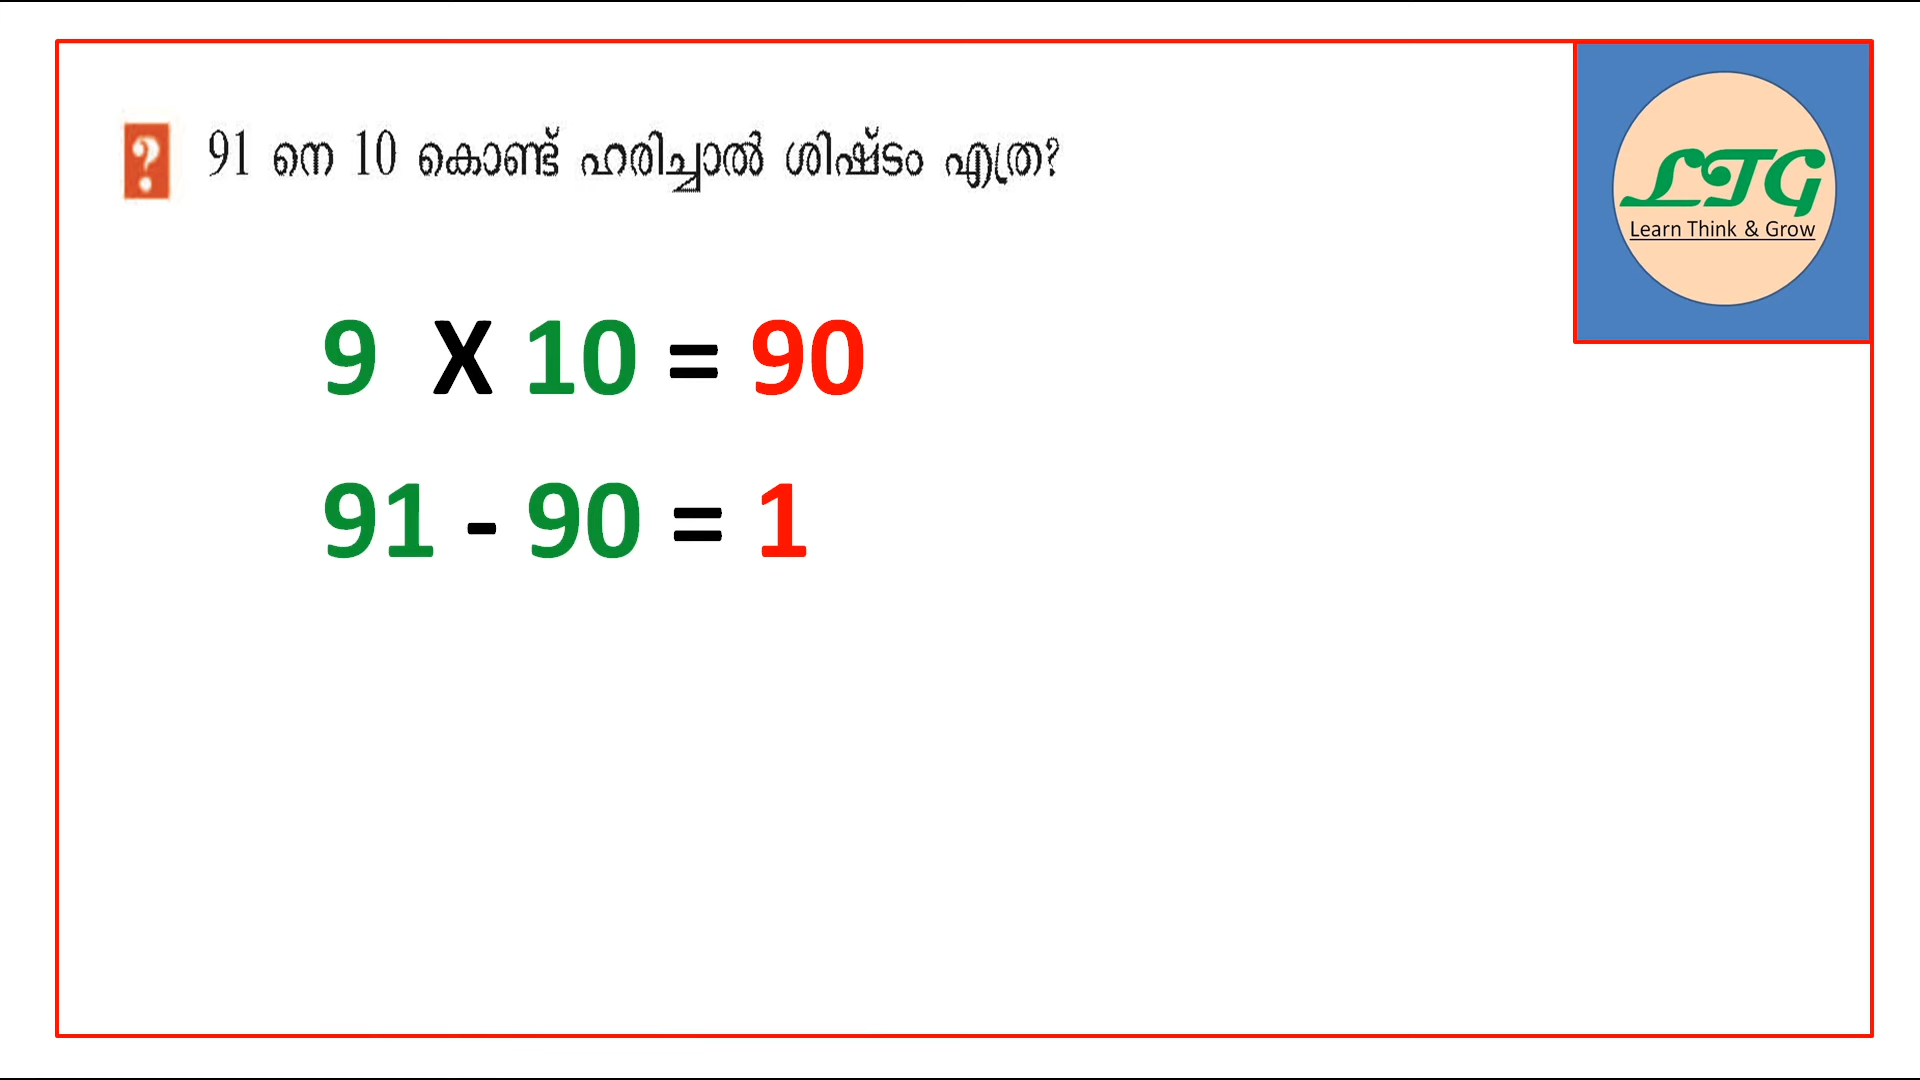 ? 91 നെ 10 കൊണ്ട് ഹരിച്ചാൽ ശിഷ്ടം എത്ര?
LTG
Learn Think & Grow
9 X 10 = 90
91 - 90 = 1